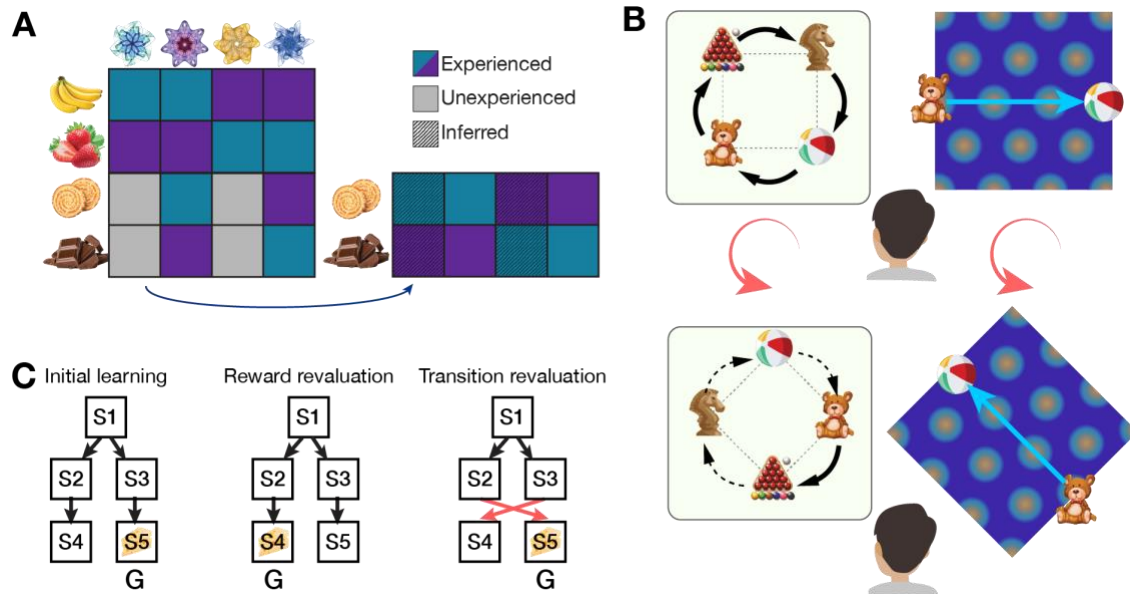 A
Experienced
Unexperienced
Inferred
B
C
Initial learning
Reward revaluation
Transition revaluation
S1
S2
S3
S4
S5
G
S1
S2
S3
S4
S5
G
S1
S2
S3
S4
S5
G